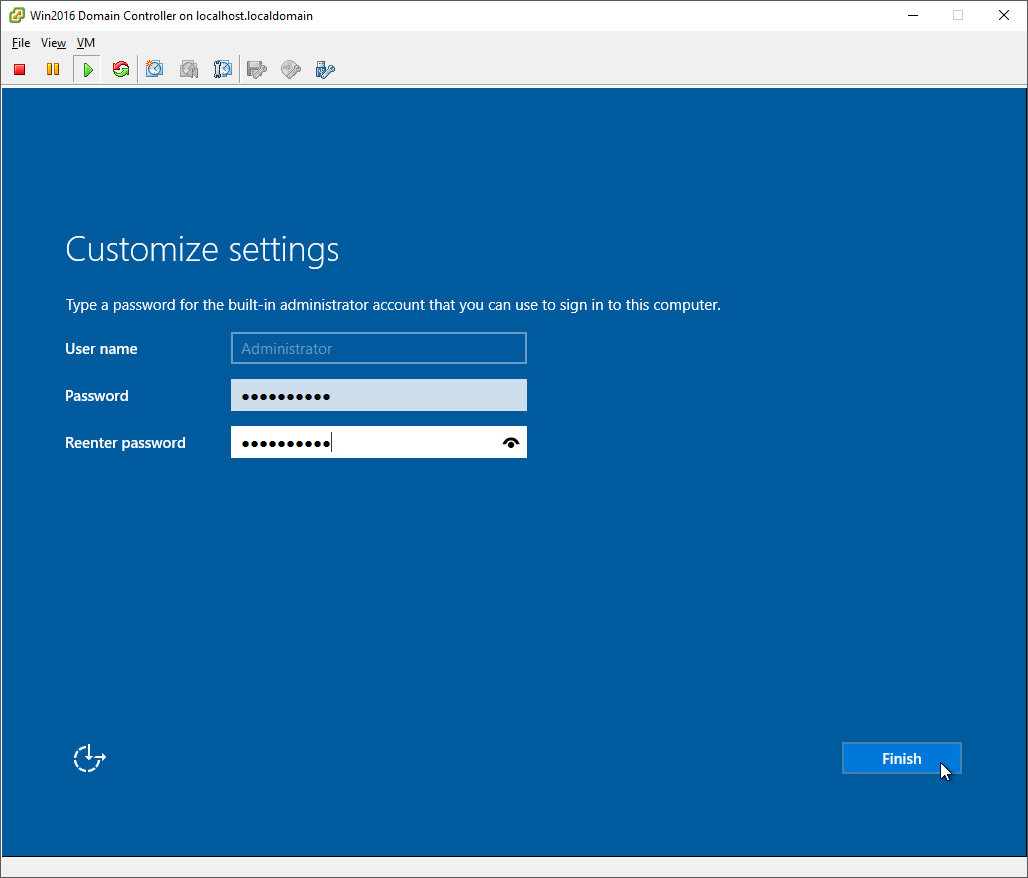 Win2016 Domain Controller on localhost.localdomain
File View VM
Customize settings
Type a password for the built-in administrator account that you can use to sign in to this computer.
User name Administrator
Password ●●●●●●●●●●
Reenter password ●●●●●●●●●●
Finish